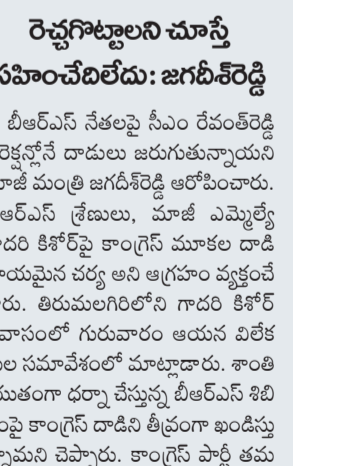 రెచ్చగొట్టాలని చూస్తే
సహించేదిలేదు: జగదీశ్‌రెడ్డి
బీఆర్ఎస్ నేతలపై సీఎం రేవంత్‌రెడ్డి
రెక్షన్లోనే దాడులు జరుగుతున్నాయని
మాజీ మంత్రి జగదీశ్‌రెడ్డి ఆరోపించారు.
ఆర్ఎస్ శ్రేణులు, మాజీ ఎమ్మెల్యే
గాదరి కిశోర్‌పై కాంగ్రెస్ మూకల దాడి
యమైన చర్య అని ఆగ్రహం వ్యక్తంచే
రు. తిరుమలగిరిలోని గాదరి కిశోర్
వాసంలో గురువారం ఆయన విలేక
ల సమావేశంలో మాట్లాడారు. శాంతి
యుతంగా ధర్నా చేస్తున్న బీఆర్ఎస్ శిబి
పై కాంగ్రెస్ దాడిని తీవ్రంగా ఖండిస్తు
న్నామని చెప్పారు. కాంగ్రెస్ పార్టీ తమ